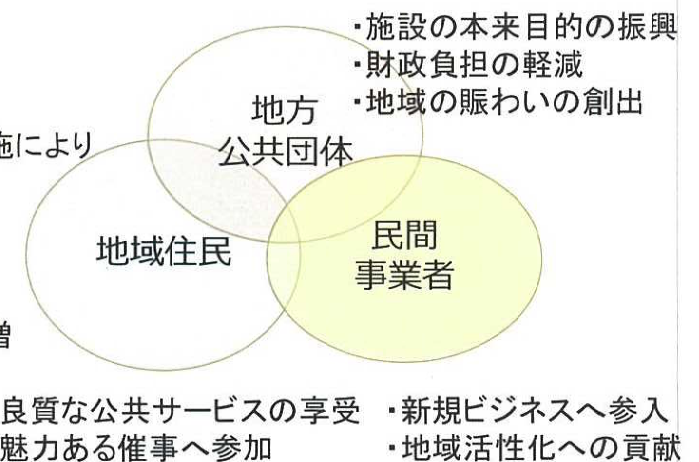 ・施設の本来目的の振興
・財政負担の軽減
・地域の賑わいの創出
地方
公共団体
施により
地域住民
民間
事業者
増
良質な公共サービスの享受
魅力ある催事へ参加
・新規ビジネスへ参入
・地域活性化への貢献